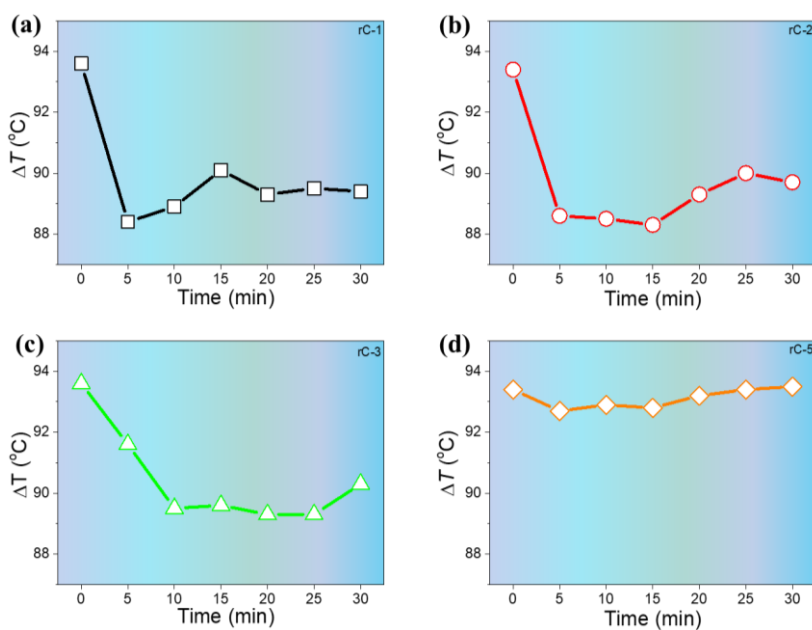 (a)
rC-1
94
92
90
88
ΔT (°C)
0 5 10 15 20 25 30
Time (min)
(b)
rC-2
94
92
90
88
ΔT (°C)
0 5 10 15 20 25 30
Time (min)
(c)
rC-3
94
92
90
88
ΔT (°C)
0 5 10 15 20 25 30
Time (min)
(d)
rC-5
94
92
90
88
ΔT (°C)
0 5 10 15 20 25 30
Time (min)